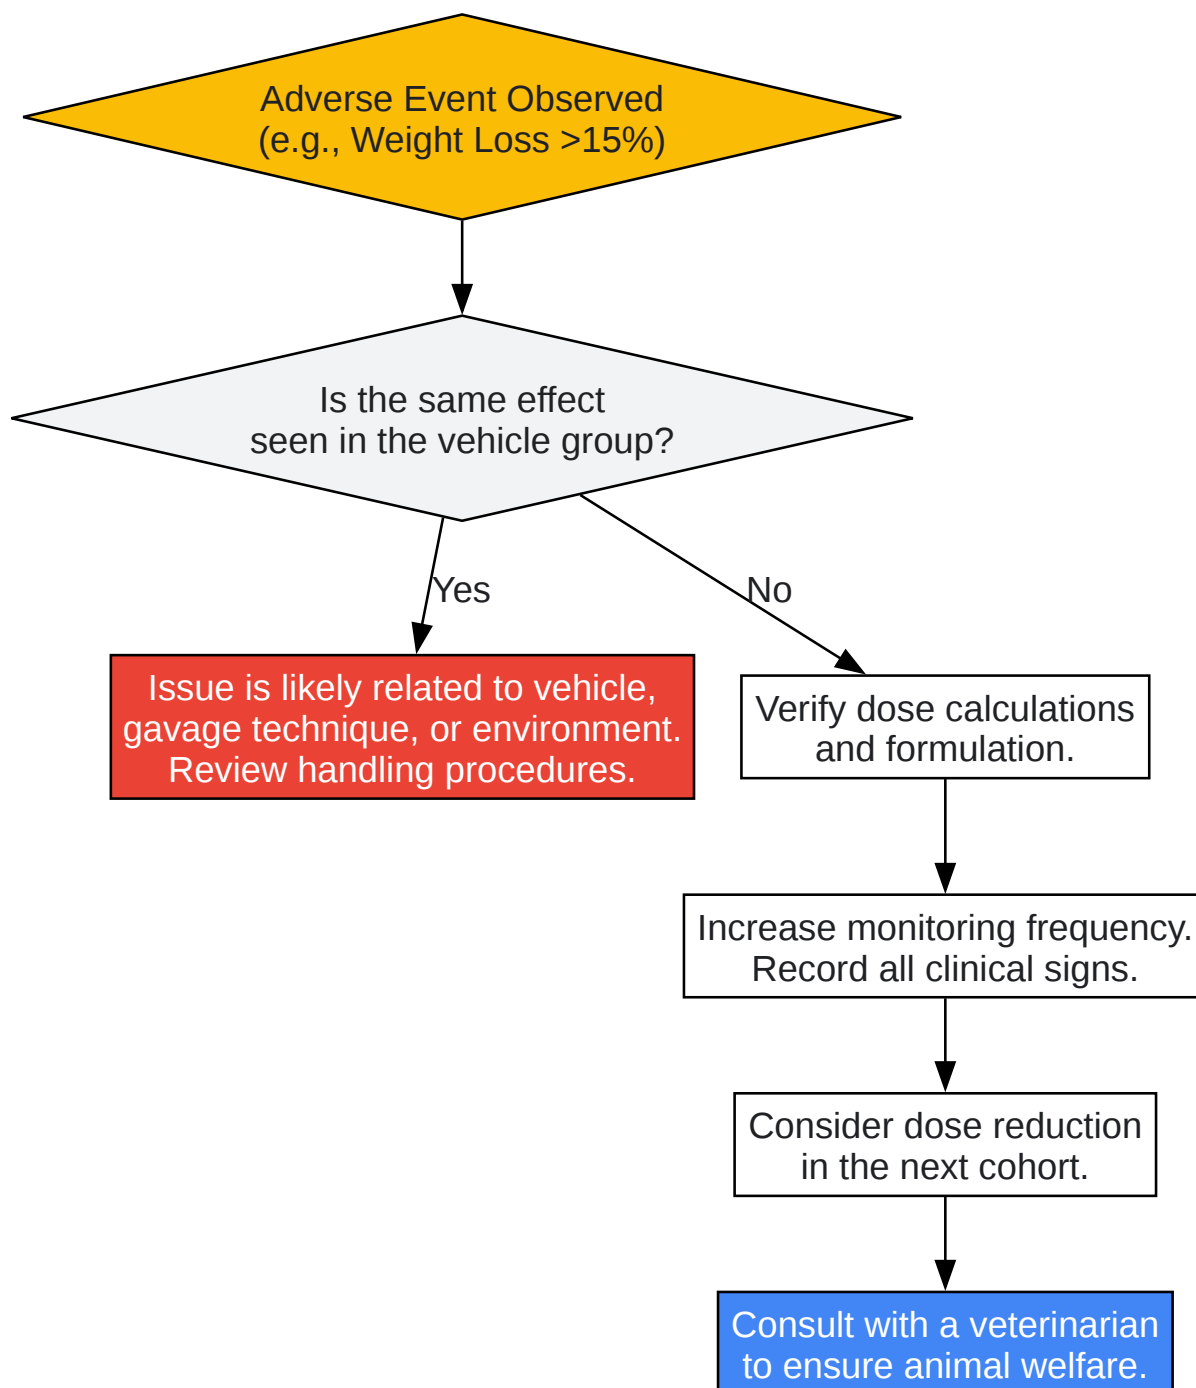 Adverse Event Observed
(e.g., Weight Loss >15%)
Is the same effect
seen in the vehicle group?
Yes
No
Issue is likely related to vehicle,
gavage technique, or environment.
Review handling procedures.
Verify dose calculations
and formulation.
Increase monitoring frequency.
Record all clinical signs.
Consider dose reduction
in the next cohort.
Consult with a veterinarian
to ensure animal welfare.